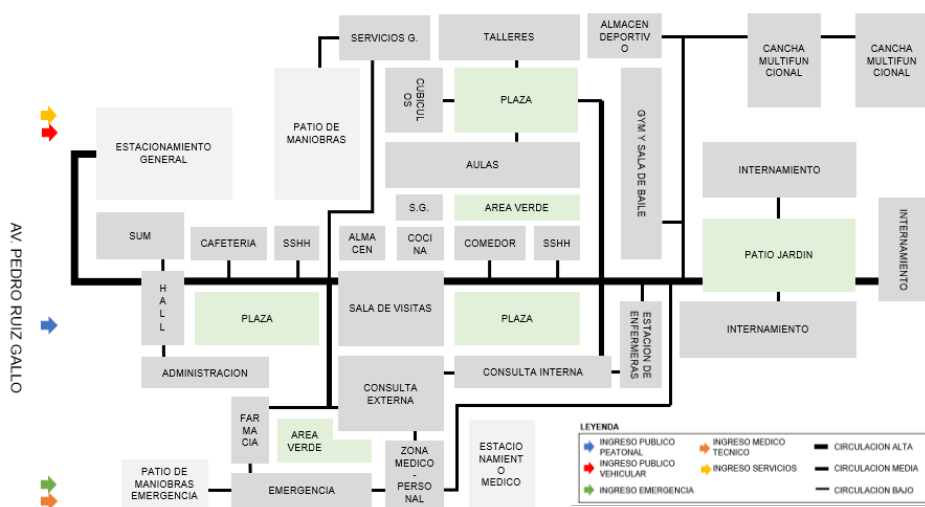 SERVICIOS G.
TALLERES
ALMACEN
DEPORTIV
O
CANCHA
MULTIFUN
CIONAL
CANCHA
MULTIFUN
CIONAL
CUBICUL
OS
PLAZA
PATIO DE
MANIOBRAS
GYM Y SALA DE BAILE
ESTACIONAMIENTO
GENERAL
AULAS
INTERNAMIENTO
S.G.
AREA VERDE
INTERNAMIENTO
AV. PEDRO RUIZ GALLO
SUM
CAFETERIA
SSHH
ALMA
CEN
COCI
NA
COMEDOR
SSHH
PATIO JARDIN
H
A
L
L
PLAZA
SALA DE VISITAS
PLAZA
ESTACION DE
ENFERMERAS
INTERNAMIENTO
ADMINISTRACION
CONSULTA
EXTERNA
CONSULTA INTERNA
FAR
MA
CIA
AREA
VERDE
ZONA
MEDICO
-
PERSO
NAL
ESTACIO
NAMIENTO
MEDICO
PATIO DE
MANIOBRAS
EMERGENCIA
EMERGENCIA
LEYENDA
INGRESO PUBLICO
PEATONAL
INGRESO MEDICO
TECNICO
CIRCULACION ALTA
INGRESO PUBLICO
VEHICULAR
INGRESO SERVICIOS
CIRCULACION MEDIA
INGRESO EMERGENCIA
CIRCULACION BAJO